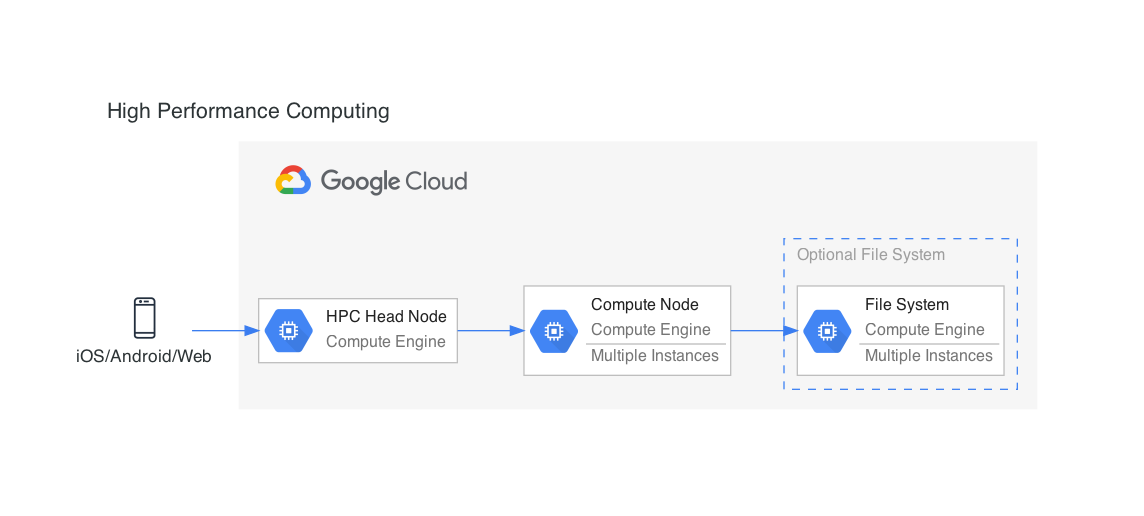 High Performance Computing
Google Cloud
Optional File System
iOS/Android/Web
HPC Head Node
Compute Engine
Compute Node
Compute Engine
Multiple Instances
File System
Compute Engine
Multiple Instances